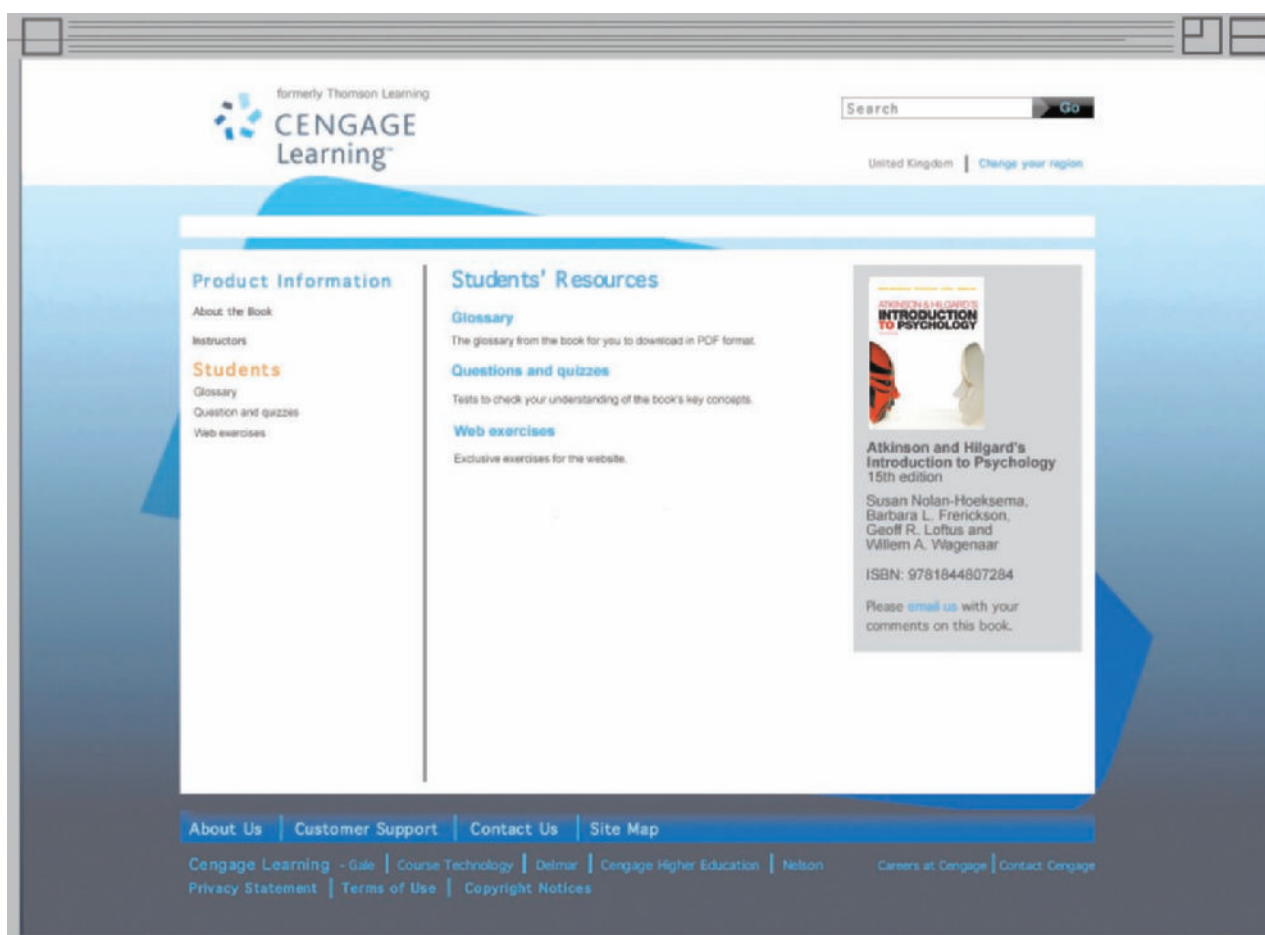 formerly Thomson Learning
CENGAGE
Learning™
Search
Go
United Kingdom | Change your region
Product Information
About the Book
Instructors
Students
Glossary
Question and quizzes
Web exercises
Students' Resources
Glossary
The glossary from the book for you to download in PDF format.
Questions and quizzes
Tests to check your understanding of the book's key concepts.
Web exercises
Exclusive exercises for the website.
ATKINSON & HILGARD'S
INTRODUCTION
TO PSYCHOLOGY
Atkinson and Hilgard's
Introduction to Psychology
15th edition
Susan Nolan-Hoeksema,
Barbara L. Frerickson,
Geoff R. Loftus and
Willem A. Wagenaar
ISBN: 9781844807284
Please email us with your
comments on this book.
About Us | Customer Support | Contact Us | Site Map
Cengage Learning - Gale | Course Technology | Delmar | Cengage Higher Education | Nelson
Careers at Cengage | Contact Cengage
Privacy Statement | Terms of Use | Copyright Notices